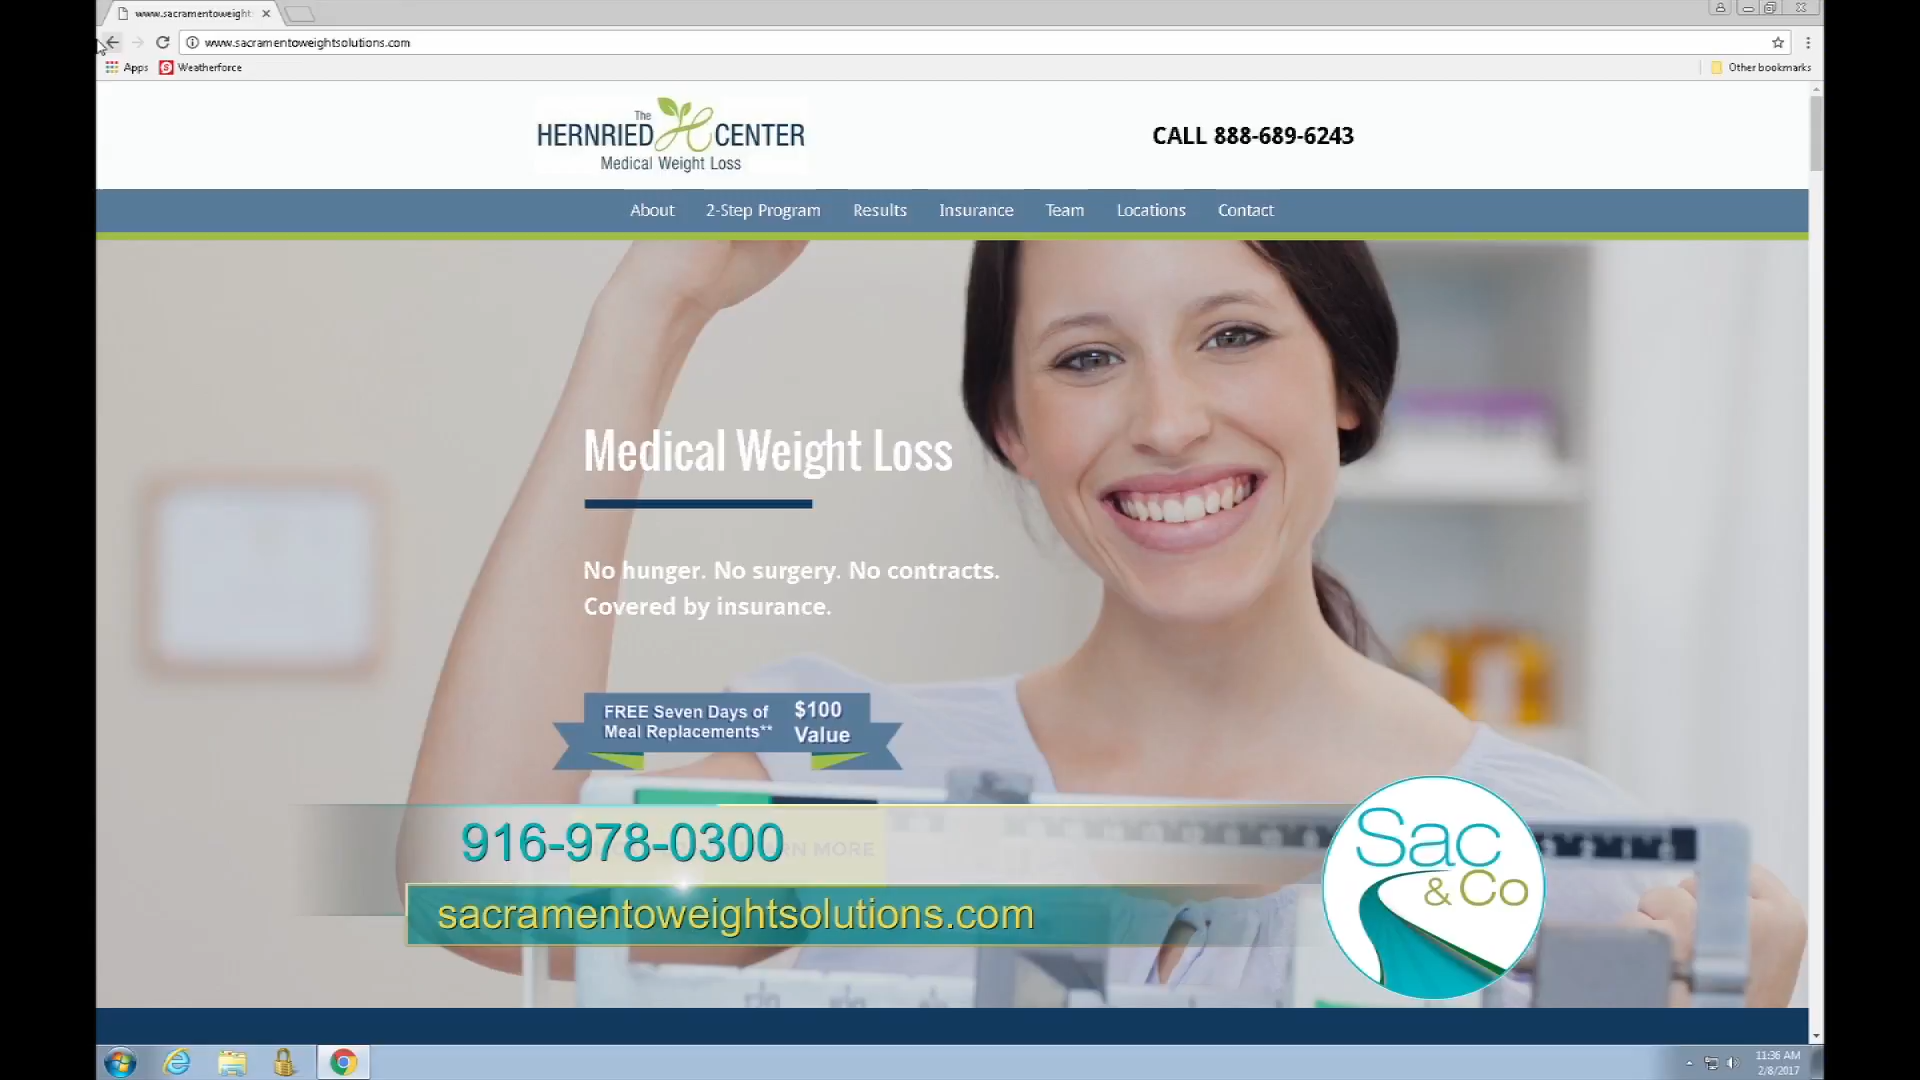 www.sacramentoweight
www.sacramentoweightsolutions.com
Apps
Weatherforce
Other bookmarks
The
HERNRIED CENTER
Medical Weight Loss
CALL 888-689-6243
About
2-Step Program
Results
Insurance
Team
Locations
Contact
Medical Weight Loss
No hunger. No surgery. No contracts.
Covered by insurance.
FREE Seven Days of
Meal Replacements**
$100
Value
916-978-0300
MORE
sacramentoweightsolutions.com
Sac
& Co
11:36 AM
2/8/2017